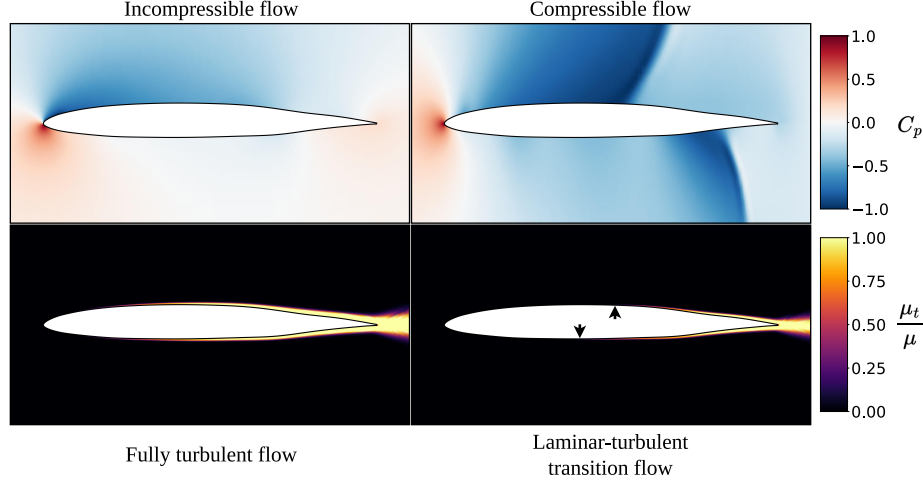 Incompressible flow
Compressible flow
1.0
0.5
0.0
−0.5
−1.0
C_p
1.00
0.75
0.50
0.25
0.00
μ_t
μ
Fully turbulent flow
Laminar-turbulent
transition flow